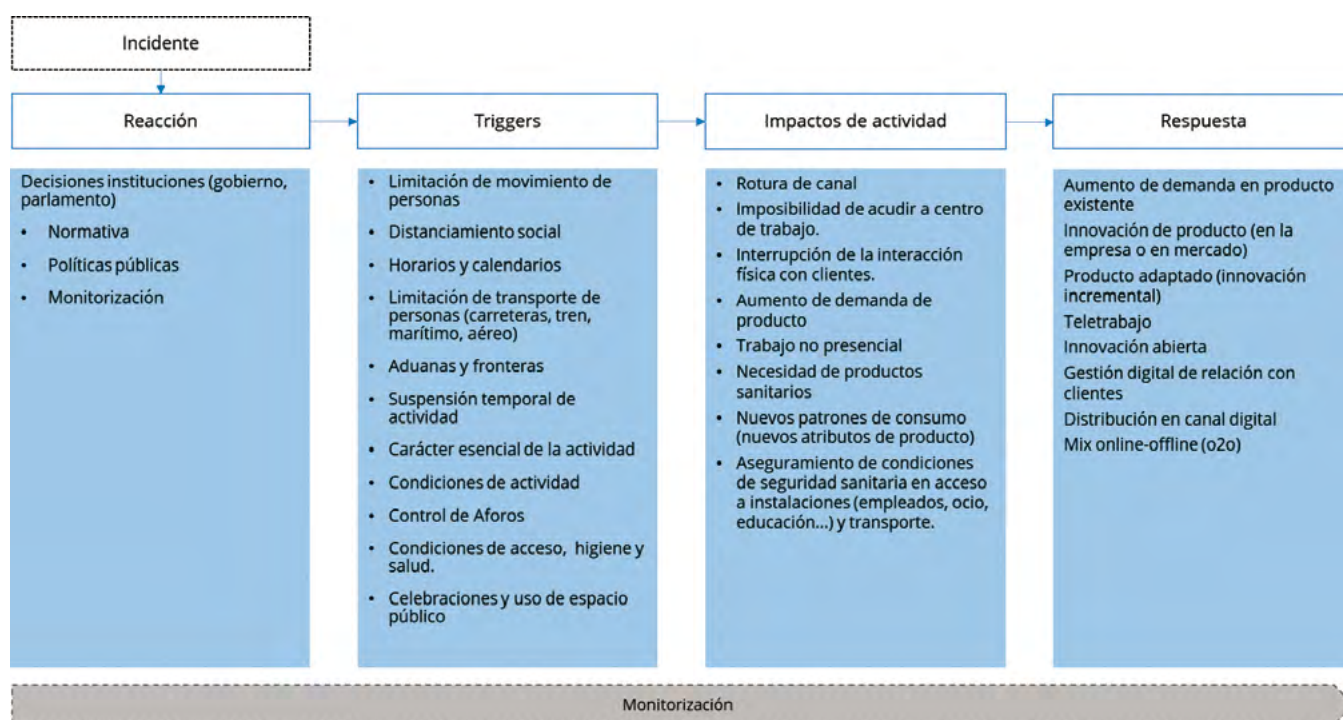 Incidente
Reacción
Triggers
Impactos de actividad
Respuesta
Decisiones instituciones (gobierno,
parlamento)
• Normativa
• Políticas públicas
• Monitorización
• Limitación de movimiento de
personas
• Distanciamiento social
• Horarios y calendarios
• Limitación de transporte de
personas (carreteras, tren,
marítimo, aéreo)
• Aduanas y fronteras
• Suspensión temporal de
actividad
• Carácter esencial de la actividad
• Condiciones de actividad
• Control de Aforos
• Condiciones de acceso, higiene y
salud.
• Celebraciones y uso de espacio
público
• Rotura de canal
• Imposibilidad de acudir a centro
de trabajo.
• Interrupción de la interacción
física con clientes.
• Aumento de demanda de
producto
• Trabajo no presencial
• Necesidad de productos
sanitarios
• Nuevos patrones de consumo
(nuevos atributos de producto)
• Aseguramiento de condiciones
de seguridad sanitaria en acceso
a instalaciones (empleados, ocio,
educación...) y transporte.
Aumento de demanda en producto
existente
Innovación de producto (en la
empresa o en mercado)
Producto adaptado (innovación
incremental)
Teletrabajo
Innovación abierta
Gestión digital de relación con
clientes
Distribución en canal digital
Mix online-offline (o2o)
Monitorización